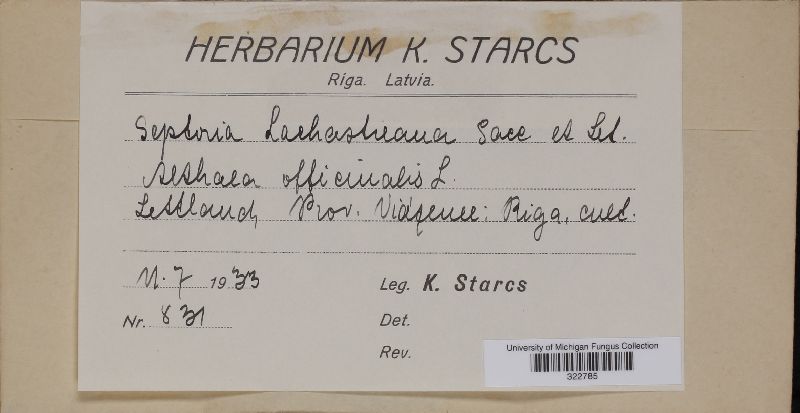 HERBARIUM K. STARCS
Riga. Latvia.
Septoria Lachastreana Sacc et Let.
Althaea officinalis L.
Lettland, Prov. Vidzeme: Riga, cult.
11. 7 1933
Leg. K. Starcs
Nr. 831
Det.
Rev.
University of Michigan Fungus Collection
322785